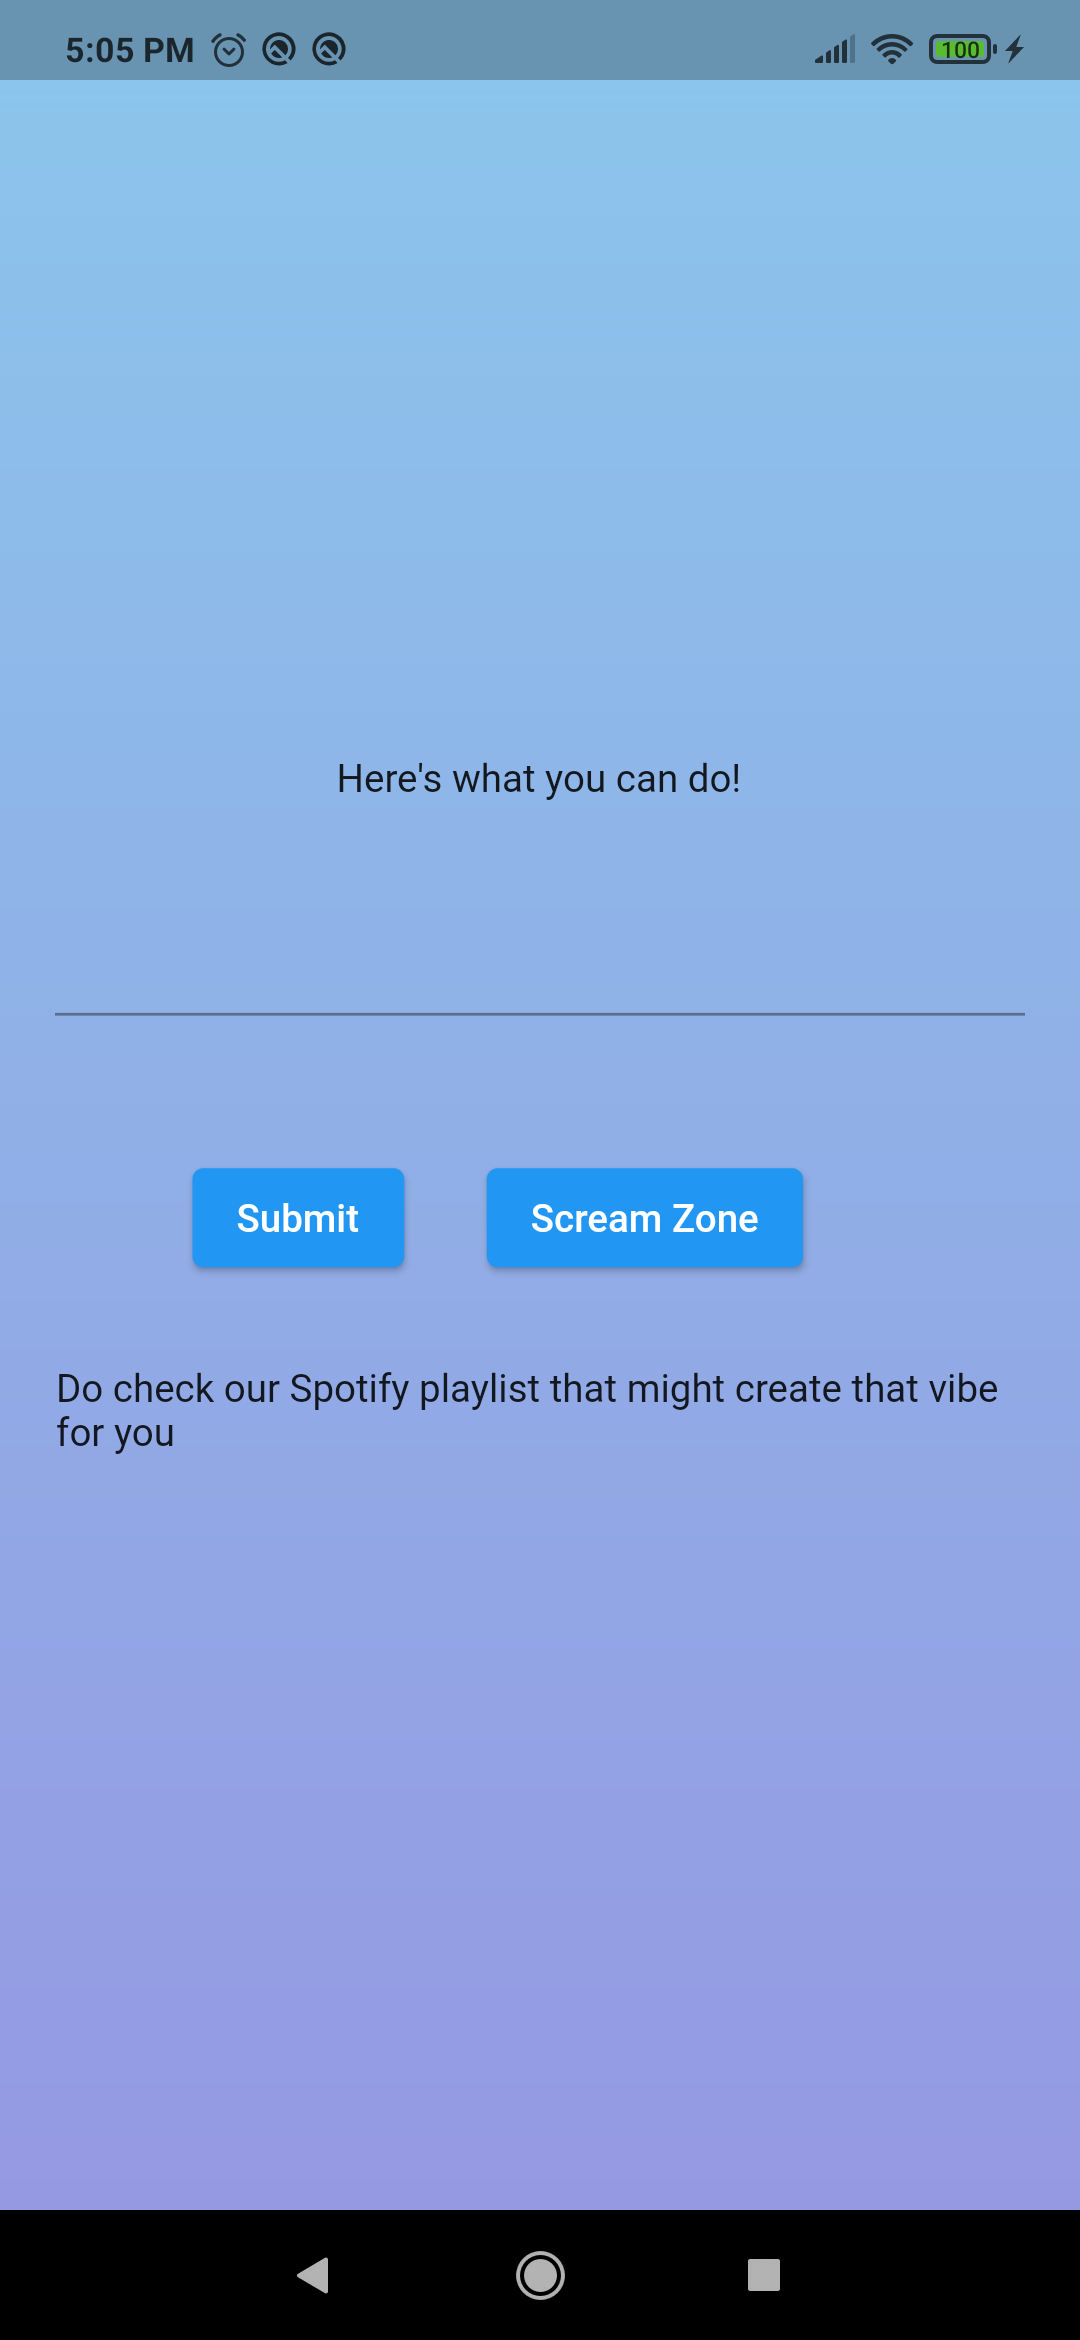 5:05 PM
100
Here's what you can do!
Submit
Scream Zone
Do check our Spotify playlist that might create that vibe
for you